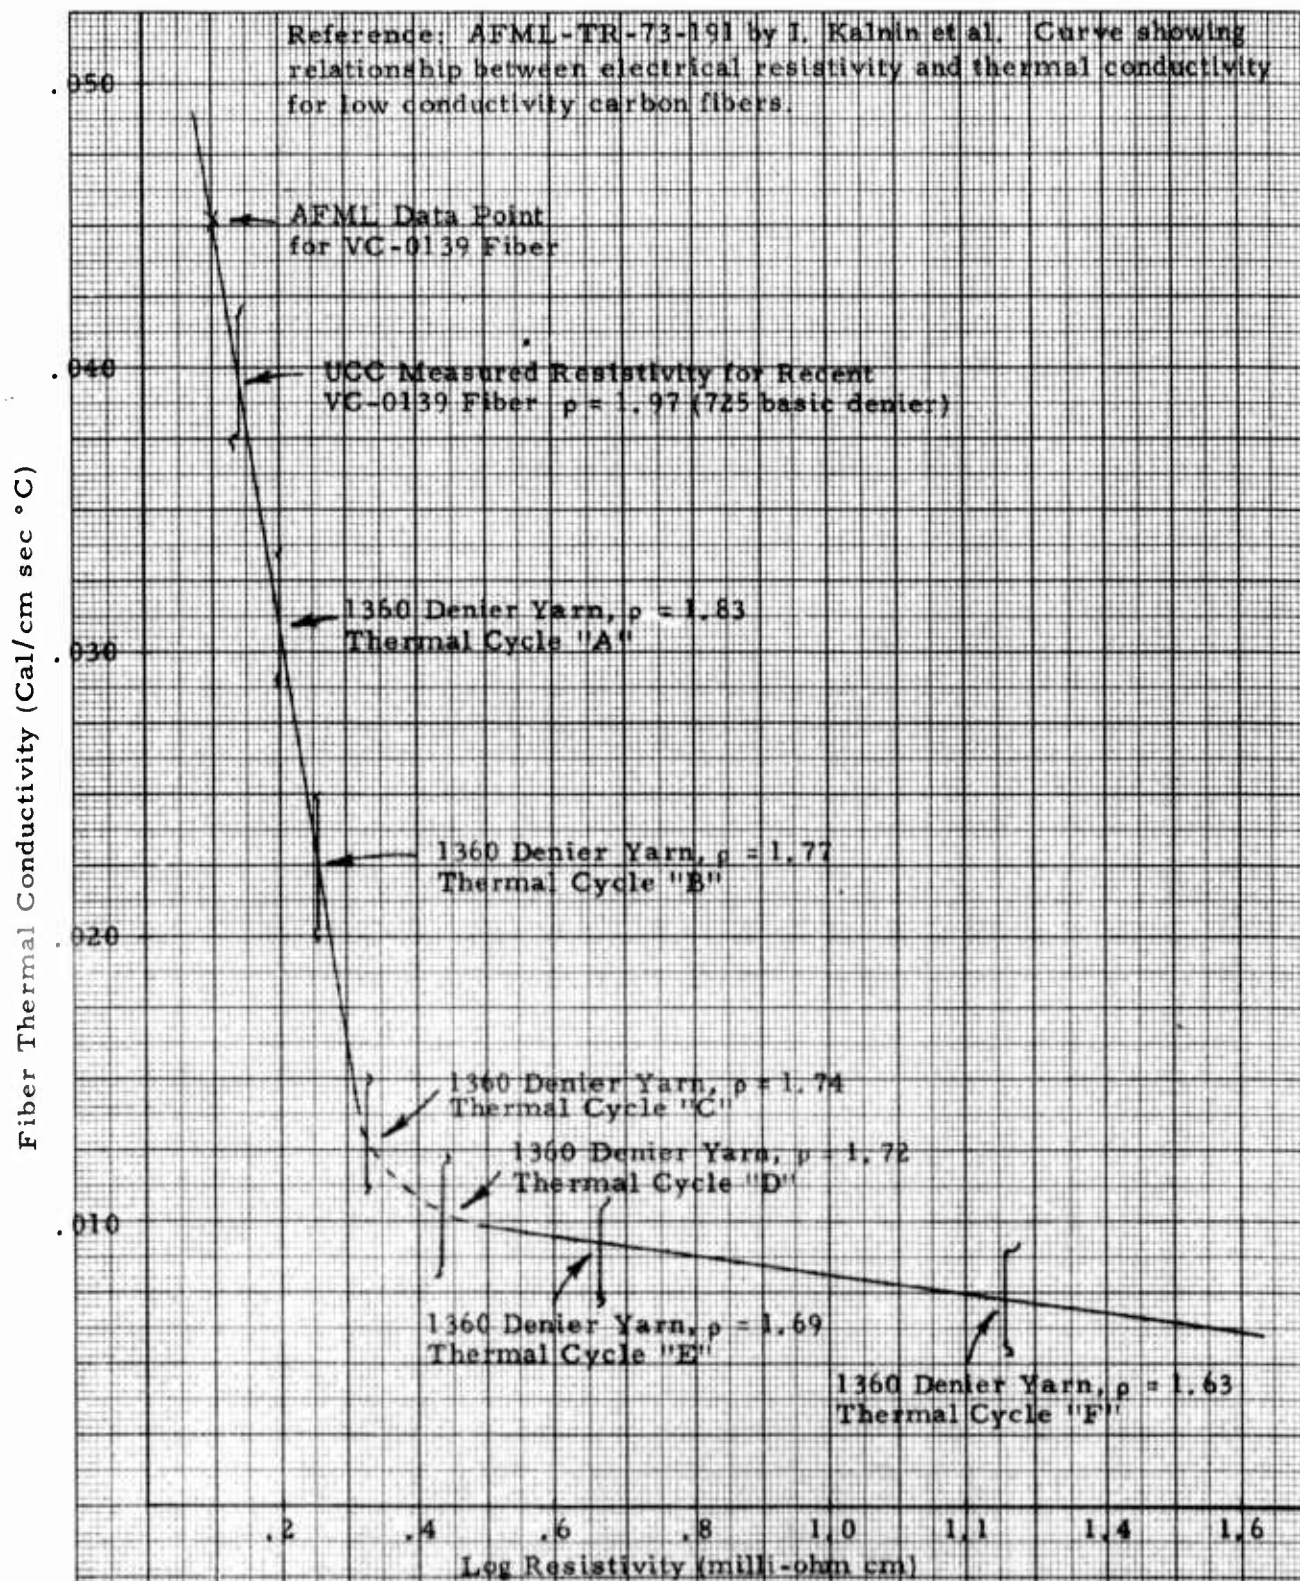 Reference: AFML-TR-73-191 by I. Kalnin et al. Curve showing
relationship between electrical resistivity and thermal conductivity
for low conductivity carbon fibers.
.050
AFML Data Point
for VC-0139 Fiber
.040
UCC Measured Resistivity for Recent
VC-0139 Fiber ρ = 1.97 (725 basic denier)
Fiber Thermal Conductivity (Cal/cm sec °C)
1360 Denier Yarn, ρ = 1.83
Thermal Cycle "A"
.030
1360 Denier Yarn, ρ = 1.77
Thermal Cycle "B"
.020
1360 Denier Yarn, ρ = 1.74
Thermal Cycle "C"
1360 Denier Yarn, ρ = 1.72
Thermal Cycle "D"
.010
1360 Denier Yarn, ρ = 1.69
Thermal Cycle "E"
1360 Denier Yarn, ρ = 1.63
Thermal Cycle "F"
.2 .4 .6 .8 1.0 1.1 1.4 1.6
Log Resistivity (milli-ohm cm)